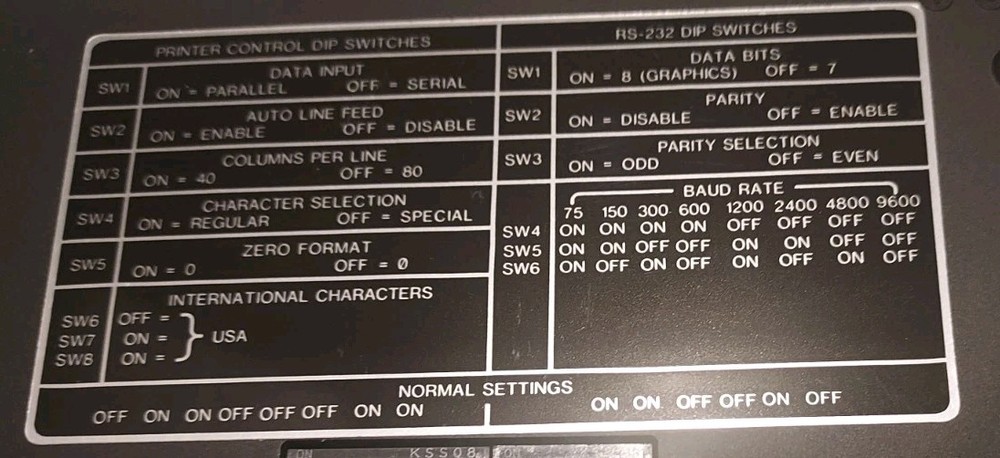 PRINTER CONTROL DIP SWITCHES
SW1
DATA INPUT
ON = PARALLEL OFF = SERIAL
SW2
AUTO LINE FEED
ON = ENABLE OFF = DISABLE
SW3
COLUMNS PER LINE
ON = 40 OFF = 80
SW4
CHARACTER SELECTION
ON = REGULAR OFF = SPECIAL
SW5
ZERO FORMAT
ON = 0 OFF = Ø
INTERNATIONAL CHARACTERS
SW6 OFF =
SW7 ON = } USA
SW8 ON =
RS-232 DIP SWITCHES
SW1
DATA BITS
ON = 8 (GRAPHICS) OFF = 7
SW2
PARITY
ON = DISABLE OFF = ENABLE
SW3
PARITY SELECTION
ON = ODD OFF = EVEN
BAUD RATE
75 150 300 600 1200 2400 4800 9600
SW4 ON ON ON ON OFF OFF OFF OFF
SW5 ON ON OFF OFF ON ON OFF OFF
SW6 ON OFF ON OFF ON OFF ON OFF
NORMAL SETTINGS
OFF ON ON OFF OFF OFF ON ON
ON ON OFF OFF ON OFF
ON KSS08